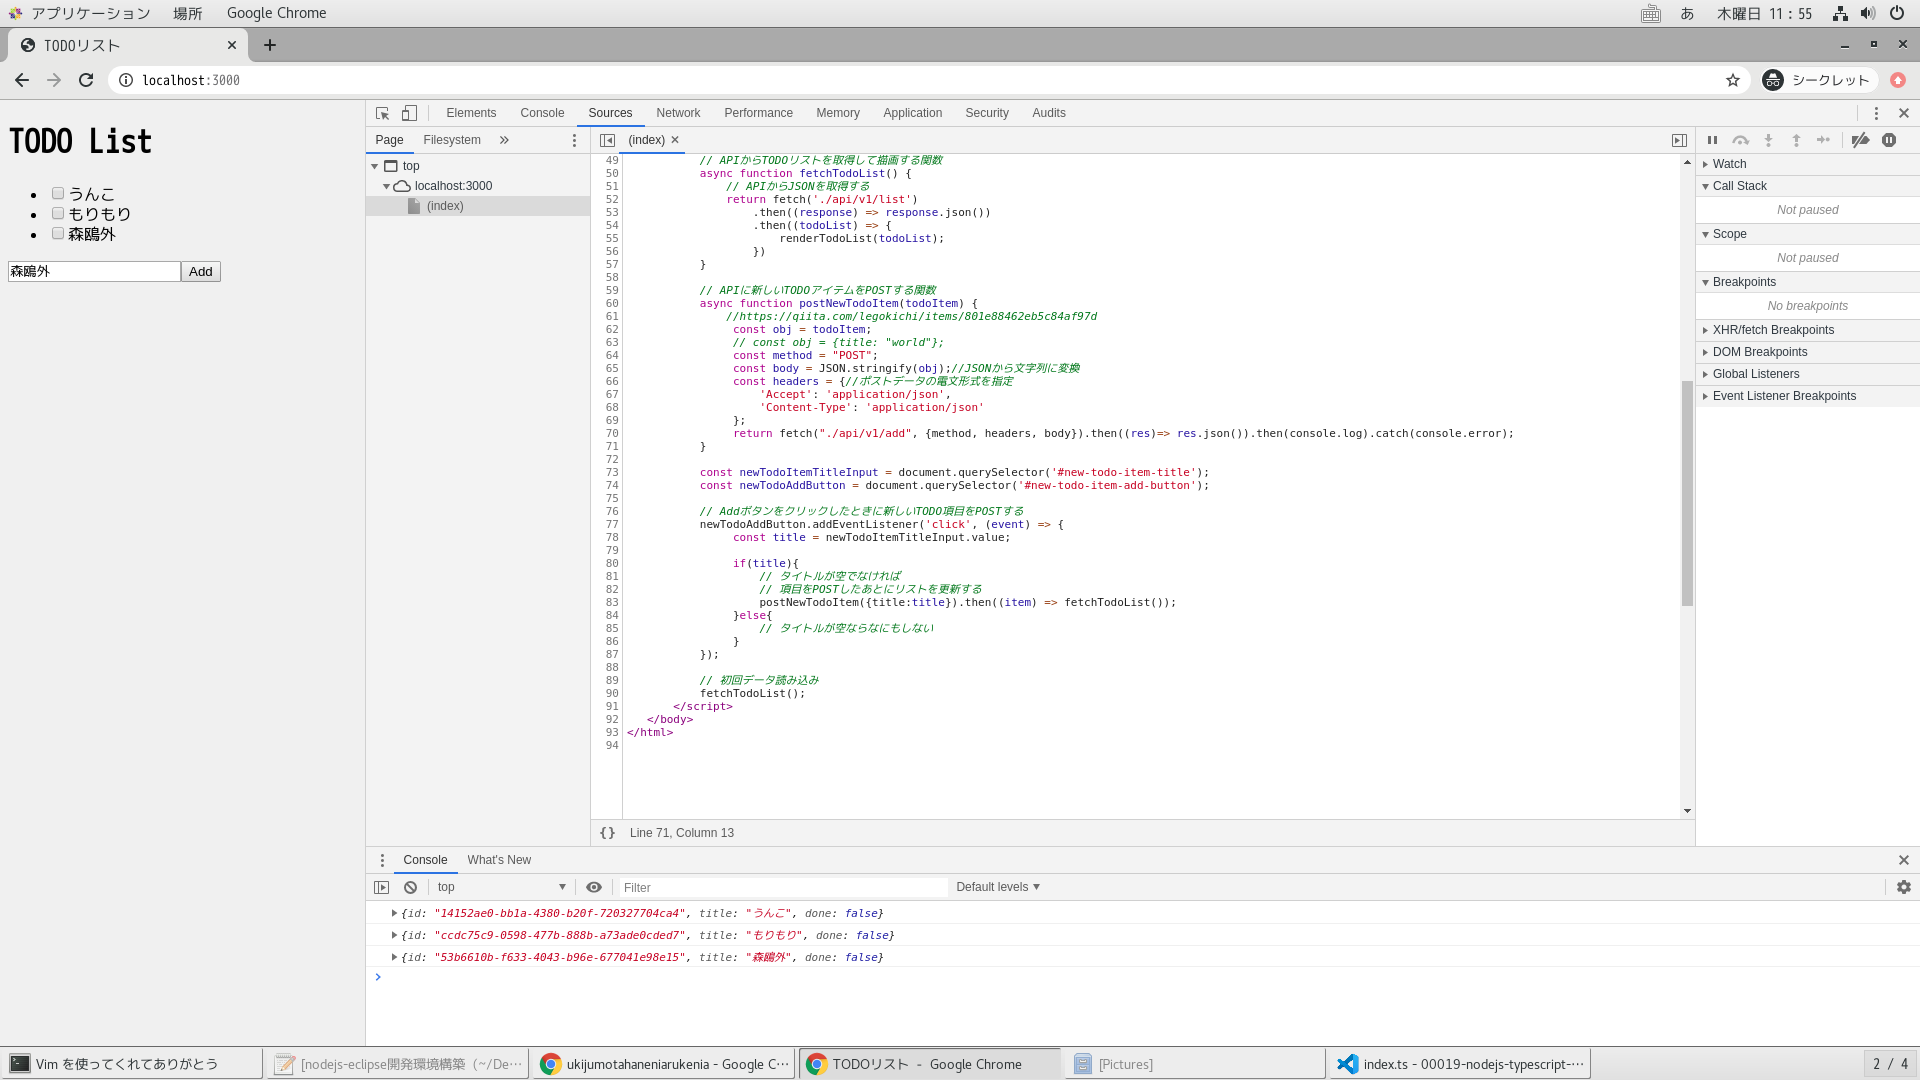 アプリケーション 場所 Google Chrome あ 木曜日 11：55
TODOリスト
localhost:3000 シークレット
TODO List
うんこ
もりもり
森鴎外
森鴎外 Add
Elements Console Sources Network Performance Memory Application Security Audits
Page Filesystem »
top
localhost:3000
(index)
(index)
49 // APIからTODOリストを取得して描画する関数
50 async function fetchTodoList() {
51 // APIからJSONを取得する
52 return fetch('./api/v1/list')
53 .then((response) => response.json())
54 .then((todoList) => {
55 renderTodoList(todoList);
56 })
57 }
58
59 // APIに新しいTODOアイテムをPOSTする関数
60 async function postNewTodoItem(todoItem) {
61 //https://qiita.com/legokichi/items/801e88462eb5c84af97d
62 const obj = todoItem;
63 // const obj = {title: "world"};
64 const method = "POST";
65 const body = JSON.stringify(obj);//JSONから文字列に変換
66 const headers = {//ポストデータの電文形式を指定
67 'Accept': 'application/json',
68 'Content-Type': 'application/json'
69 };
70 return fetch("./api/v1/add", {method, headers, body}).then((res)=> res.json()).then(console.log).catch(console.error);
71 }
72
73 const newTodoItemTitleInput = document.querySelector('#new-todo-item-title');
74 const newTodoAddButton = document.querySelector('#new-todo-item-add-button');
75
76 // Addボタンをクリックしたときに新しいTODO項目をPOSTする
77 newTodoAddButton.addEventListener('click', (event) => {
78 const title = newTodoItemTitleInput.value;
79
80 if(title){
81 // タイトルが空でなければ
82 // 項目をPOSTしたあとにリストを更新する
83 postNewTodoItem({title:title}).then((item) => fetchTodoList());
84 }else{
85 // タイトルが空ならなにもしない
86 }
87 });
88
89 // 初回データ読み込み
90 fetchTodoList();
91 </script>
92 </body>
93 </html>
94
{} Line 71, Column 13
Watch
Call Stack
Not paused
Scope
Not paused
Breakpoints
No breakpoints
XHR/fetch Breakpoints
DOM Breakpoints
Global Listeners
Event Listener Breakpoints
Console What's New
top Filter Default levels
{id: "14152ae0-bb1a-4380-b20f-720327704ca4", title: "うんこ", done: false}
{id: "ccdc75c9-0598-477b-888b-a73ade0cded7", title: "もりもり", done: false}
{id: "53b6610b-f633-4043-b96e-677041e98e15", title: "森鴎外", done: false}
Vim を使ってくれてありがとう [nodejs-eclipse開発環境構築（~/De… ukijumotahaneniarukenia - Google C… TODOリスト - Google Chrome [Pictures] index.ts - 00019-nodejs-typescript-… 2 / 4